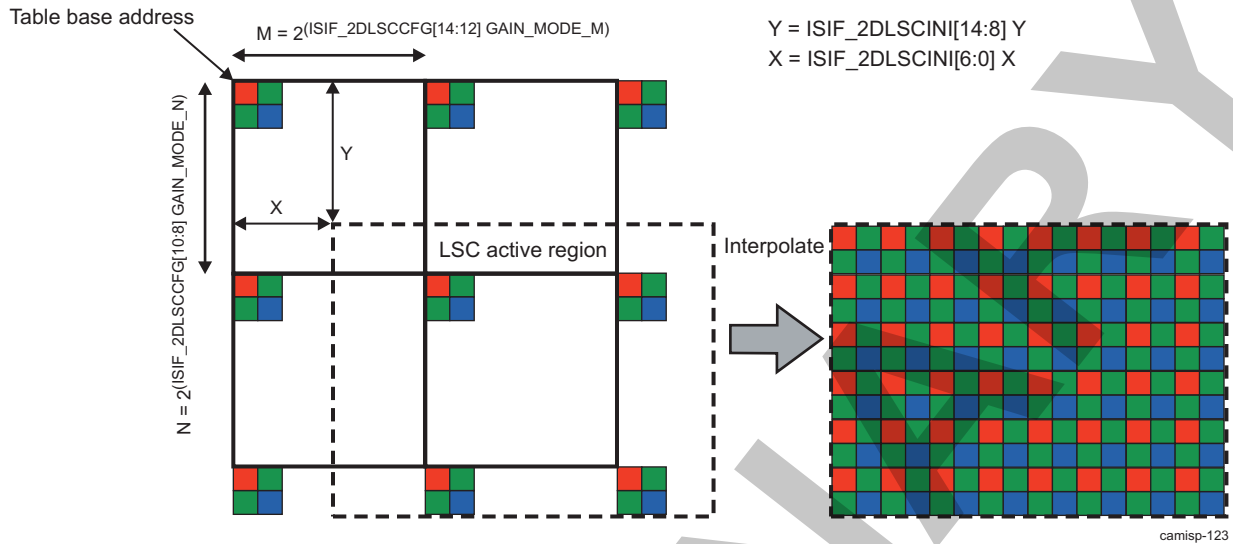 Table base address
M = 2^(ISIF_2DLSCCFG[14:12] GAIN_MODE_M)
Y = ISIF_2DLSCINI[14:8] Y
X = ISIF_2DLSCINI[6:0] X
N = 2^(ISIF_2DLSCCFG[10:8] GAIN_MODE_N)
Y
X
LSC active region
Interpolate
camisp-123